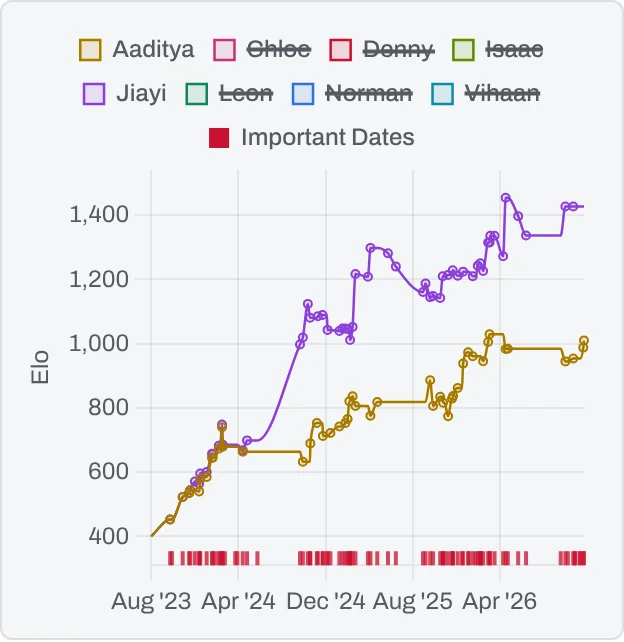 Aaditya Chloe Denny Isaac
Jiayi Leon Norman Vihaan
Important Dates
1,400
1,200
1,000
800
600
400
Elo
Aug '23 Apr '24 Dec '24 Aug '25 Apr '26